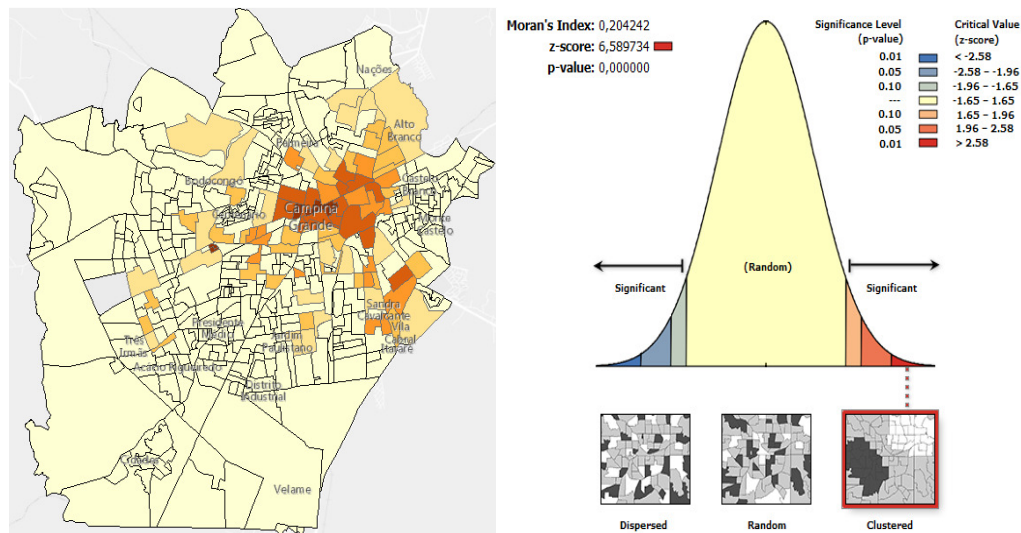 Nações
Alto
Branco
Palmeira
Bodocongó
Castelo
Branco
Centenário
Campina
Grande
Monte
Castelo
Sandra
Cavalcante
Vila
Cabral
Itararé
Presidente
Médici
Jardim
Paulistano
Três
Irmãs
Acácio Figueiredo
Distrito
Industrial
Velame
Moran's Index: 0,204242
z-score: 6,589734
p-value: 0,000000
Significance Level
(p-value)
Critical Value
(z-score)
0.01 < -2.58
0.05 -2.58 - -1.96
0.10 -1.96 - -1.65
--- -1.65 - 1.65
0.10 1.65 - 1.96
0.05 1.96 - 2.58
0.01 > 2.58
(Random)
Significant
Significant
Dispersed
Random
Clustered